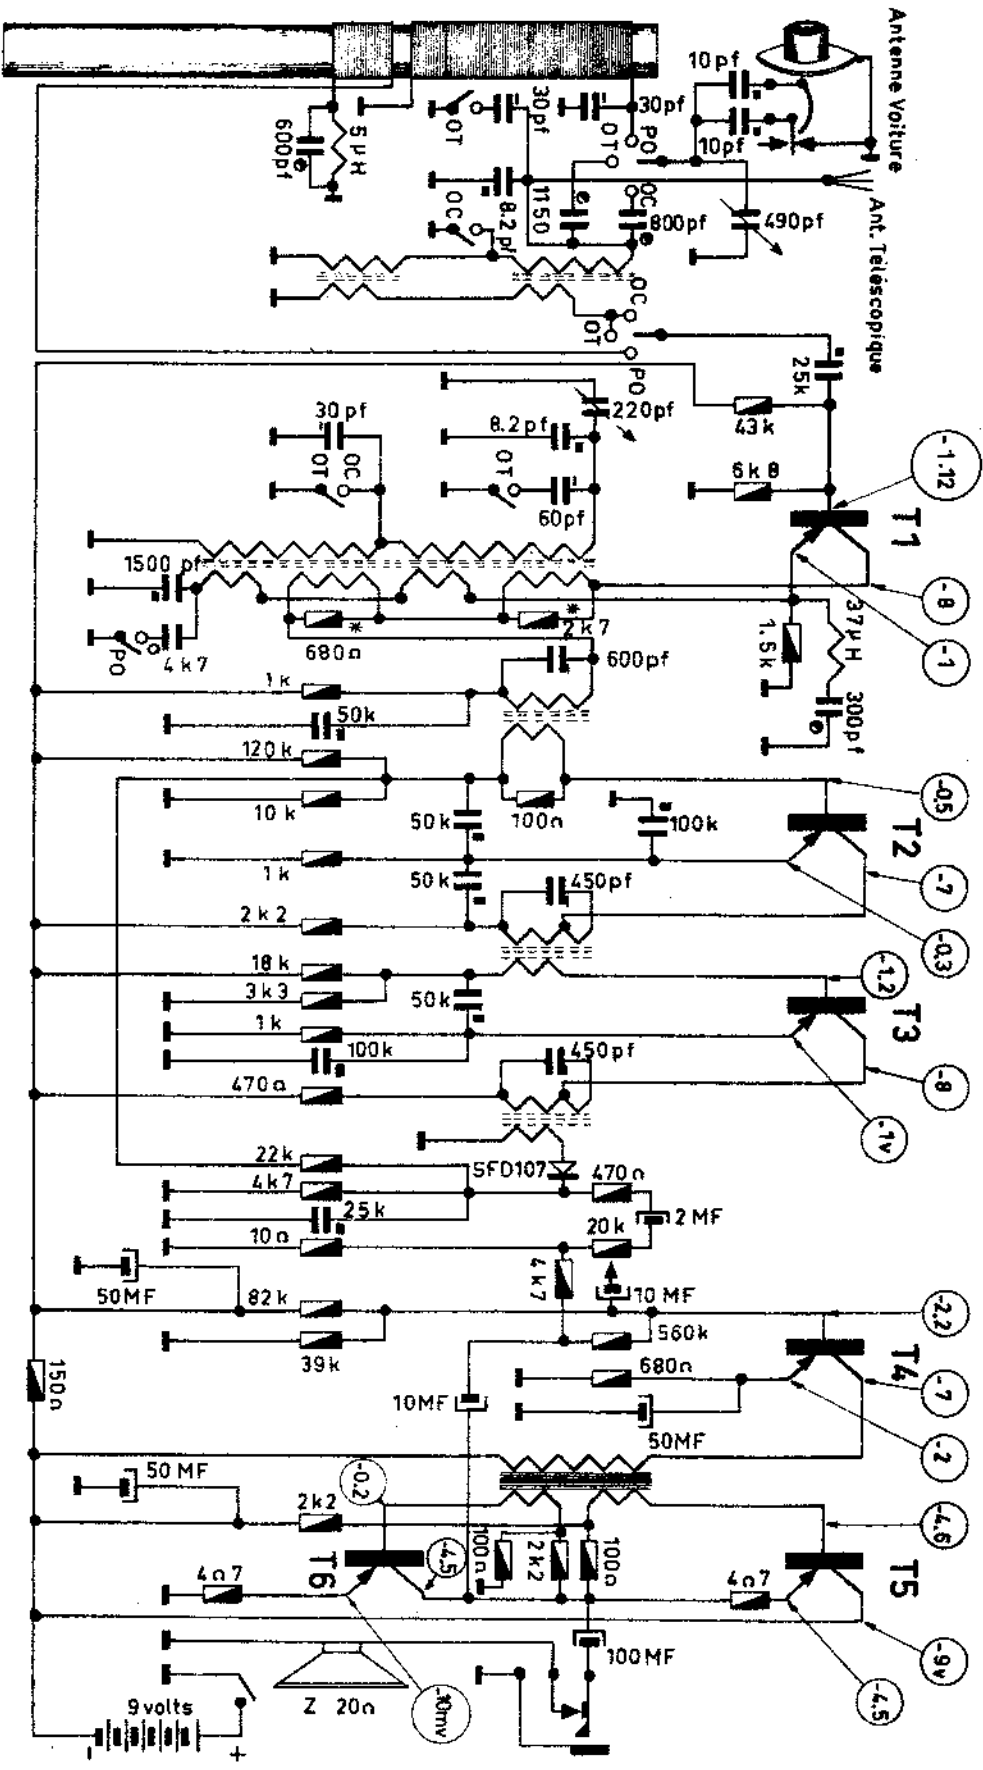 Antenne Voiture
Ant. Téléscopique
10pf
10pf
490pf
30pf
PO
OT
OC
800pf
1150
30pf
OT
8.2pf
OC
5µH
600pf
OC
OT
PO
25k
43k
6k8
220pf
8.2pf
OT
60pf
30pf
OC
OT
-1.12
T1
-8
-1
37µH
300pf
1.5k
1500 pf
4k7
PO
680Ω
*
*
2k7
600pf
1k
50k
120k
10k
100Ω
50k
100k
-0,5
T2
-7
-0,3
1k
50k
450pf
2k2
18k
3k3
50k
-1.2
T3
-8
-1v
1k
100k
450pf
470Ω
22k
SFD107
470Ω
4k7
25k
2MF
10Ω
20k
4k7
10MF
50MF
82k
560k
39k
-2.2
T4
-7
-2
680Ω
10MF
50MF
150Ω
50MF
-0.2
2k2
100Ω
2k2
100Ω
-4.6
T5
T6
-4.5
4Ω7
4Ω7
-9v
-4.5
100MF
-10mv
Z 20Ω
9volts
-
+